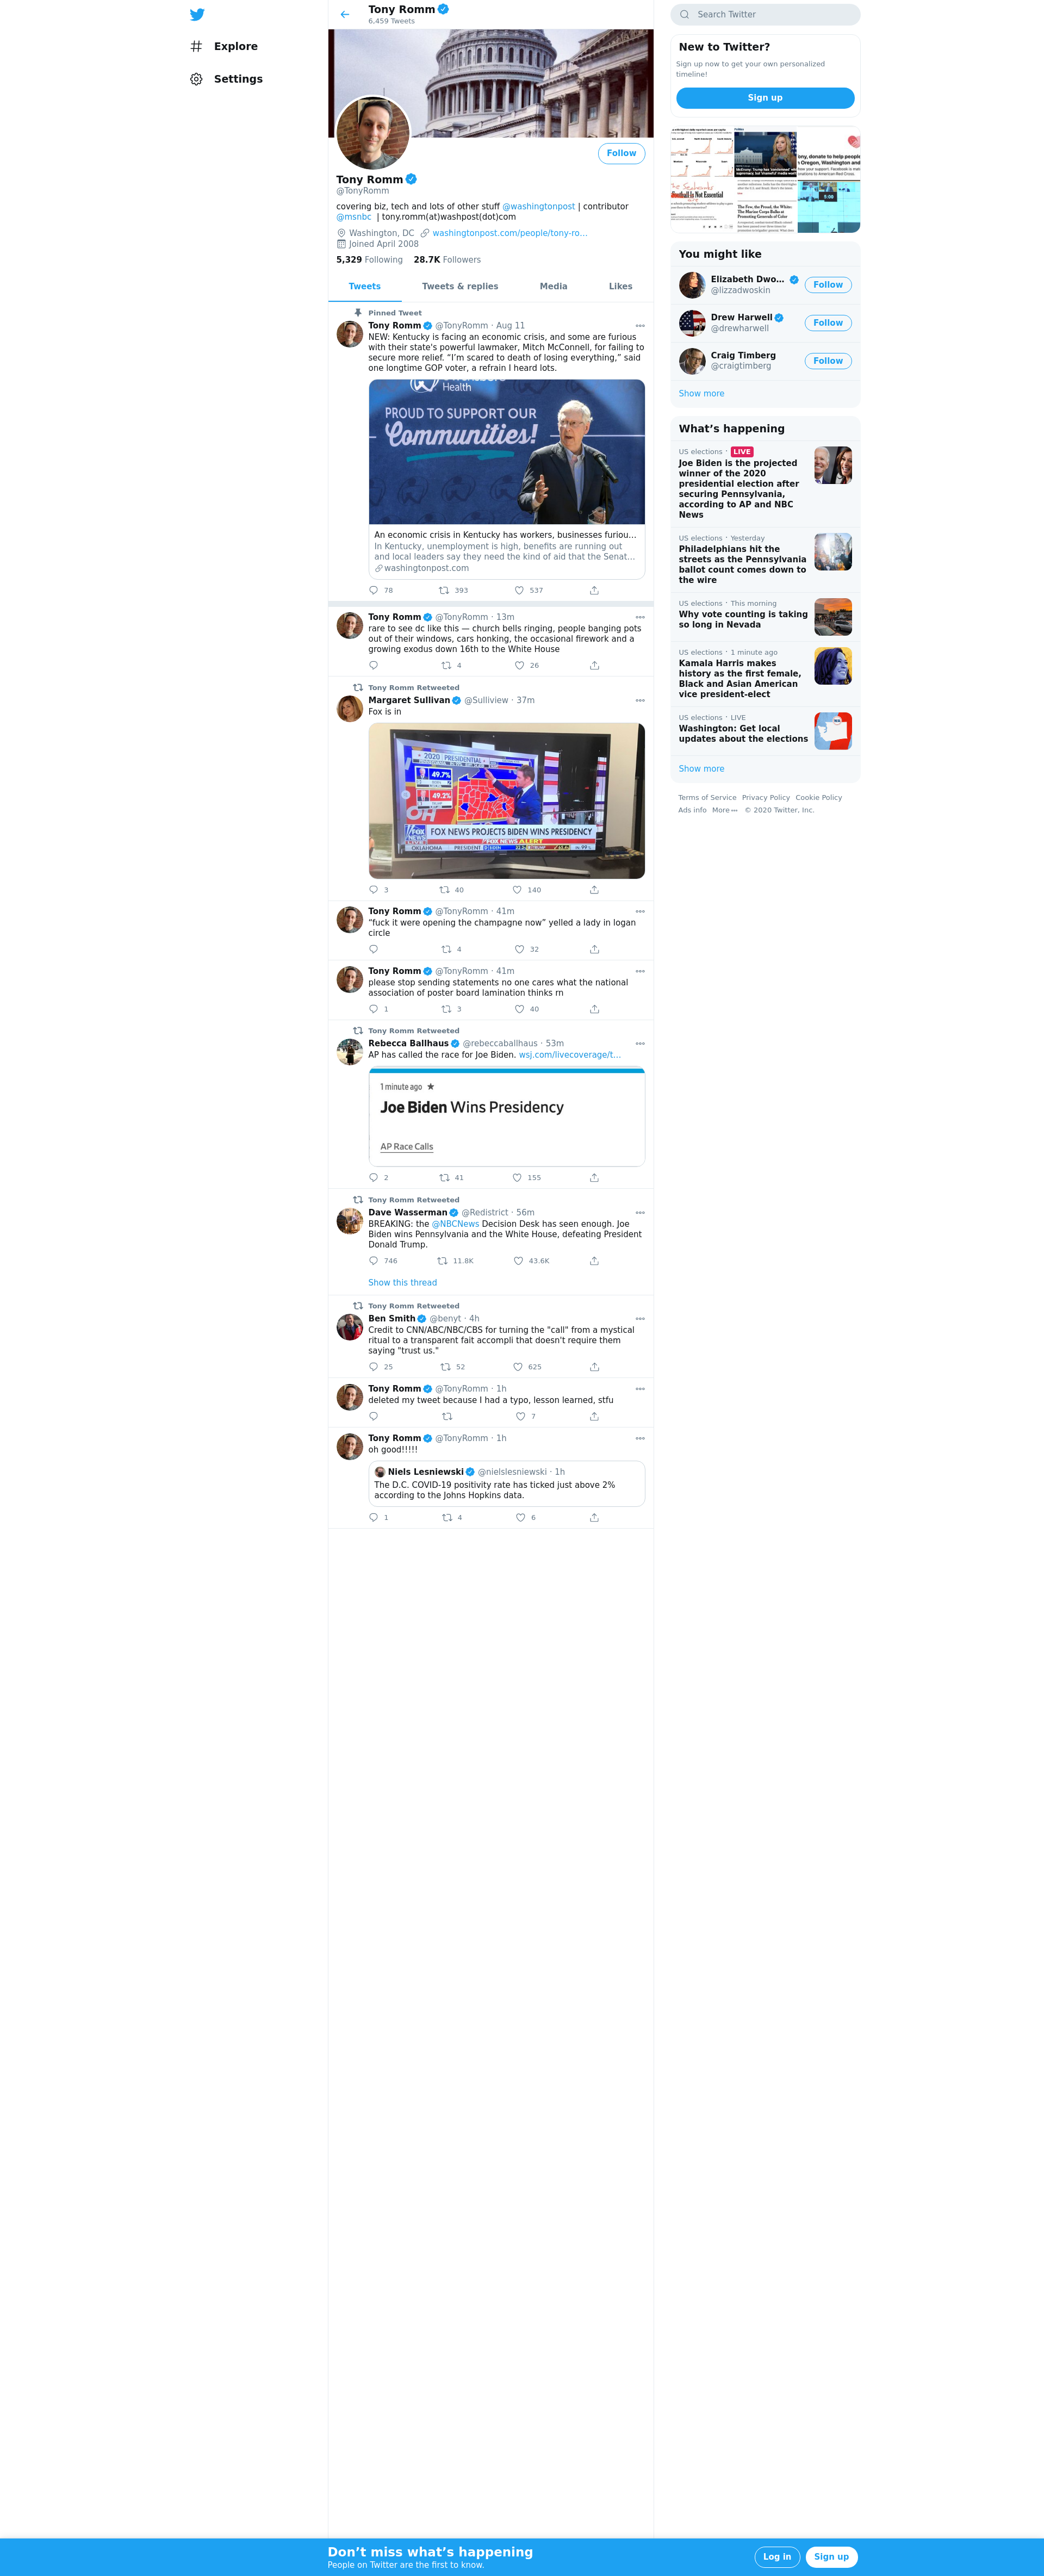 Explore
Settings
Tony Romm
6,459 Tweets
Follow
Tony Romm
@TonyRomm
covering biz, tech and lots of other stuff @washingtonpost | contributor
@msnbc | tony.romm(at)washpost(dot)com
Washington, DC washingtonpost.com/people/tony-ro…
Joined April 2008
5,329 Following 28.7K Followers
Tweets Tweets & replies Media Likes
Pinned Tweet
Tony Romm @TonyRomm · Aug 11
NEW: Kentucky is facing an economic crisis, and some are furious
with their state's powerful lawmaker, Mitch McConnell, for failing to
secure more relief. “I’m scared to death of losing everything,” said
one longtime GOP voter, a refrain I heard lots.
Health
PROUD TO SUPPORT OUR
Communities!
An economic crisis in Kentucky has workers, businesses furiou…
In Kentucky, unemployment is high, benefits are running out
and local leaders say they need the kind of aid that the Senat…
washingtonpost.com
78 393 537
Tony Romm @TonyRomm · 13m
rare to see dc like this — church bells ringing, people banging pots
out of their windows, cars honking, the occasional firework and a
growing exodus down 16th to the White House
4 26
Tony Romm Retweeted
Margaret Sullivan @Sulliview · 37m
Fox is in
2020 PRESIDENTIAL
49.7%
49.2%
OH
FOX NEWS PROJECTS BIDEN WINS PRESIDENCY
FOX NEWS ALERT
OKLAHOMA
3 40 140
Tony Romm @TonyRomm · 41m
“fuck it were opening the champagne now” yelled a lady in logan
circle
4 32
Tony Romm @TonyRomm · 41m
please stop sending statements no one cares what the national
association of poster board lamination thinks rn
1 3 40
Tony Romm Retweeted
Rebecca Ballhaus @rebeccaballhaus · 53m
AP has called the race for Joe Biden. wsj.com/livecoverage/t…
1 minute ago
Joe Biden Wins Presidency
AP Race Calls
2 41 155
Tony Romm Retweeted
Dave Wasserman @Redistrict · 56m
BREAKING: the @NBCNews Decision Desk has seen enough. Joe
Biden wins Pennsylvania and the White House, defeating President
Donald Trump.
746 11.8K 43.6K
Show this thread
Tony Romm Retweeted
Ben Smith @benyt · 4h
Credit to CNN/ABC/NBC/CBS for turning the "call" from a mystical
ritual to a transparent fait accompli that doesn't require them
saying "trust us."
25 52 625
Tony Romm @TonyRomm · 1h
deleted my tweet because I had a typo, lesson learned, stfu
7
Tony Romm @TonyRomm · 1h
oh good!!!!!
Niels Lesniewski @nielslesniewski · 1h
The D.C. COVID-19 positivity rate has ticked just above 2%
according to the Johns Hopkins data.
1 4 6
Search Twitter
New to Twitter?
Sign up now to get your own personalized
timeline!
Sign up
You might like
Elizabeth Dwo…
@lizzadwoskin
Follow
Drew Harwell
@drewharwell
Follow
Craig Timberg
@craigtimberg
Follow
Show more
What’s happening
US elections · LIVE
Joe Biden is the projected
winner of the 2020
presidential election after
securing Pennsylvania,
according to AP and NBC
News
US elections · Yesterday
Philadelphians hit the
streets as the Pennsylvania
ballot count comes down to
the wire
US elections · This morning
Why vote counting is taking
so long in Nevada
US elections · 1 minute ago
Kamala Harris makes
history as the first female,
Black and Asian American
vice president-elect
US elections · LIVE
Washington: Get local
updates about the elections
Show more
Terms of Service Privacy Policy Cookie Policy
Ads info More © 2020 Twitter, Inc.
Don’t miss what’s happening
People on Twitter are the first to know.
Log in Sign up